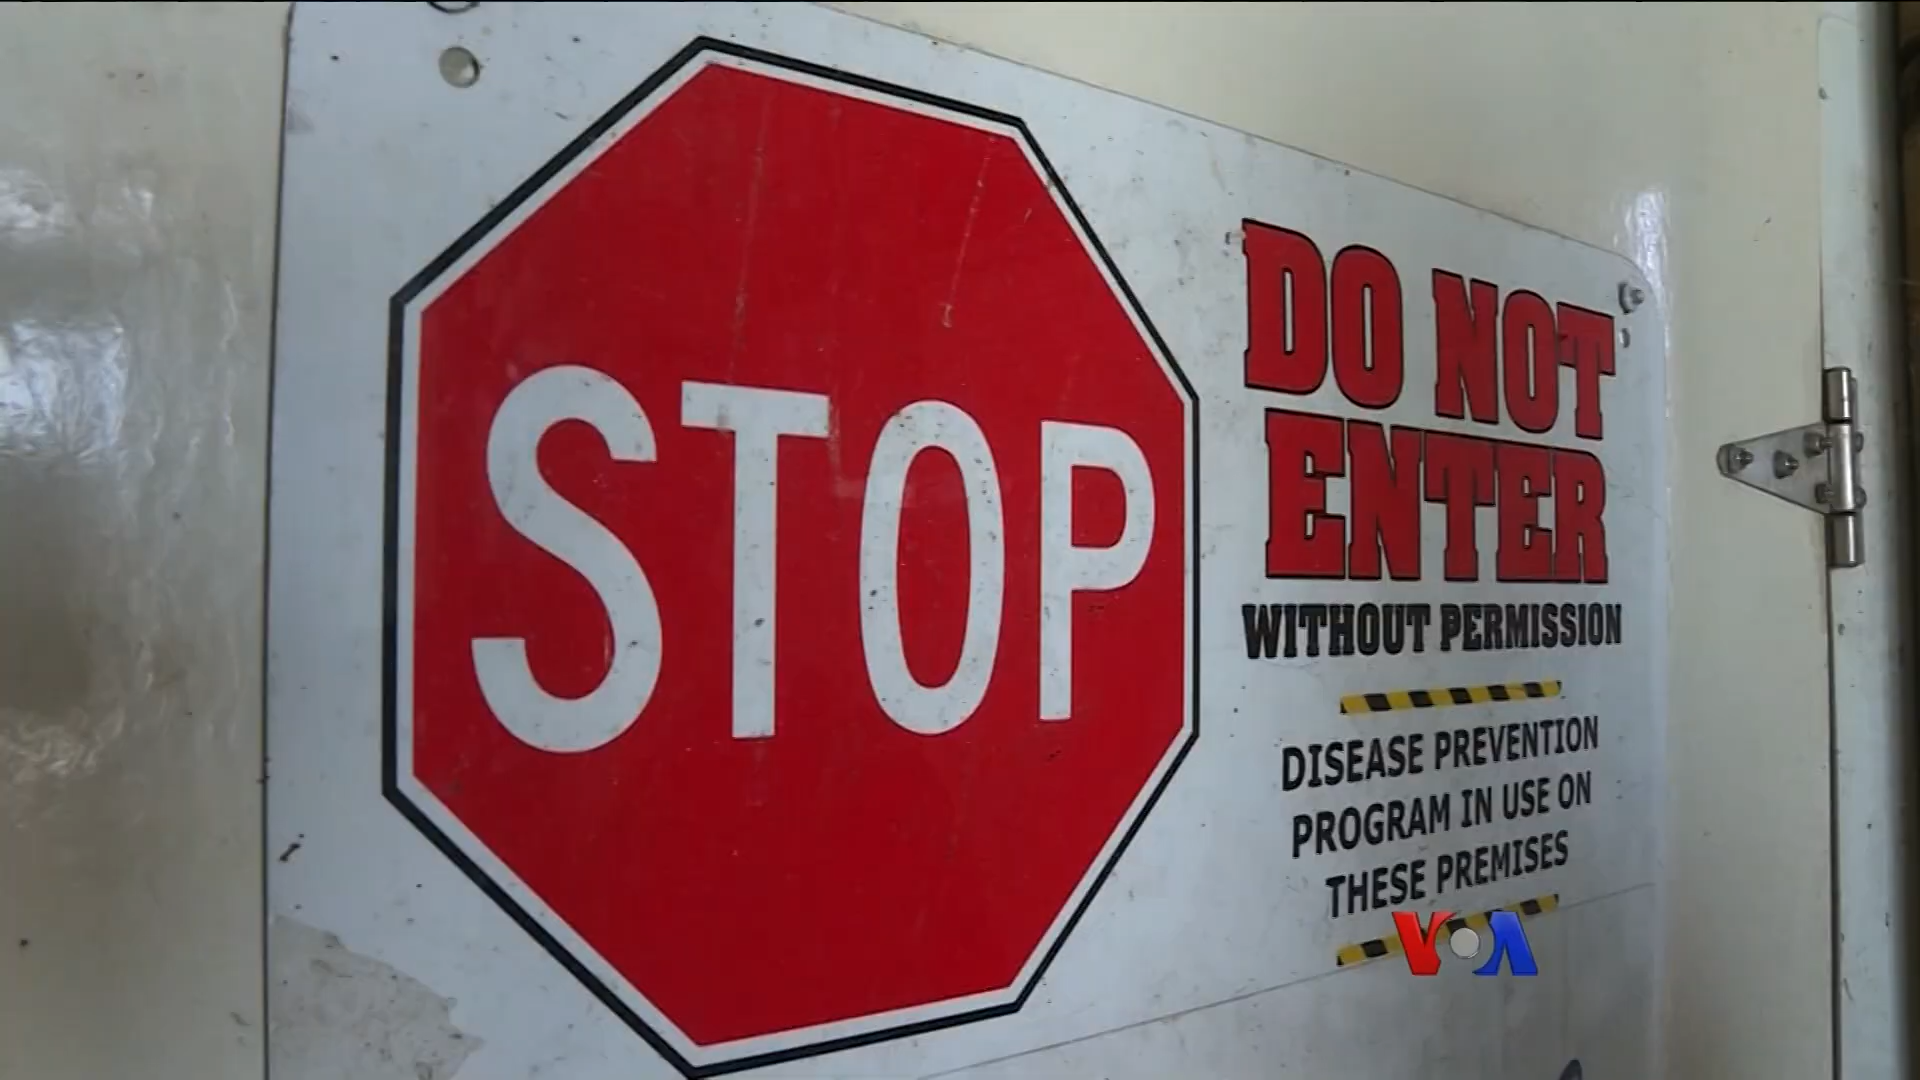 STOP
DO NOT
ENTER
WITHOUT PERMISSION
DISEASE PREVENTION
PROGRAM IN USE ON
THESE PREMISES
VOA